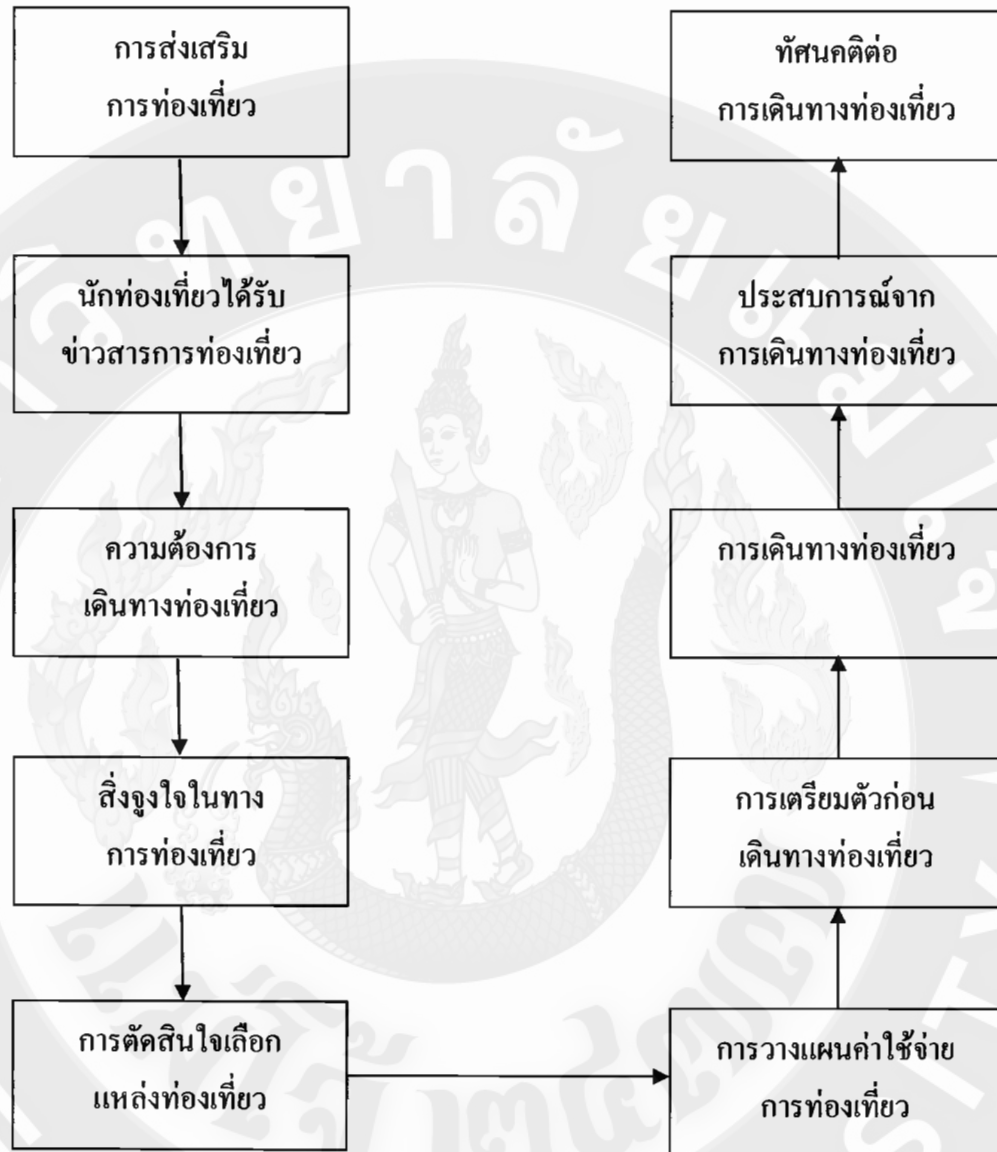 การส่งเสริม
การท่องเที่ยว
นักท่องเที่ยวได้รับ
ข่าวสารการท่องเที่ยว
ความต้องการ
เดินทางท่องเที่ยว
สิ่งจูงใจในทาง
การท่องเที่ยว
การตัดสินใจเลือก
แหล่งท่องเที่ยว
การวางแผนค่าใช้จ่าย
การท่องเที่ยว
การเตรียมตัวก่อน
เดินทางท่องเที่ยว
การเดินทางท่องเที่ยว
ประสบการณ์จาก
การเดินทางท่องเที่ยว
ทัศนคติต่อ
การเดินทางท่องเที่ยว